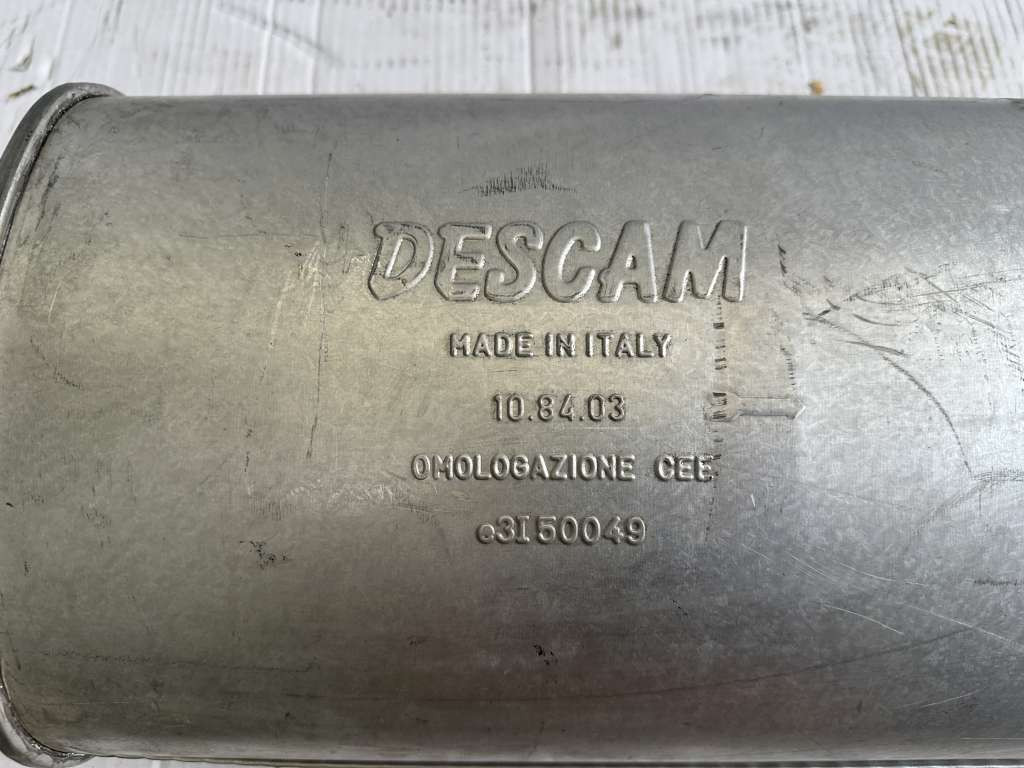 DESCAM
MADE IN ITALY
10.84.03
OMOLOGAZIONE CEE
e3I50049